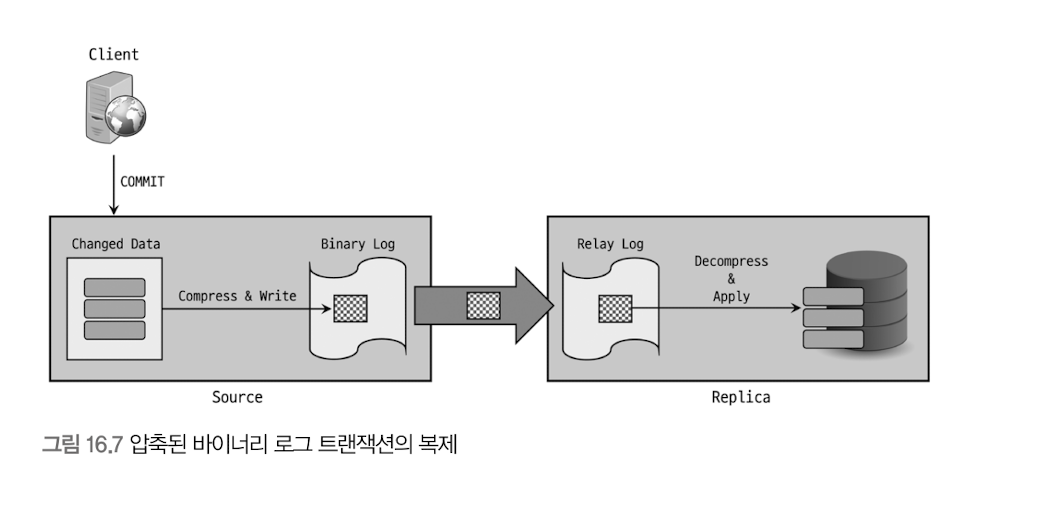 Client
COMMIT
Changed Data
Compress & Write
Binary Log
Relay Log
Decompress
&
Apply
Source
Replica
그림 16.7 압축된 바이너리 로그 트랜잭션의 복제